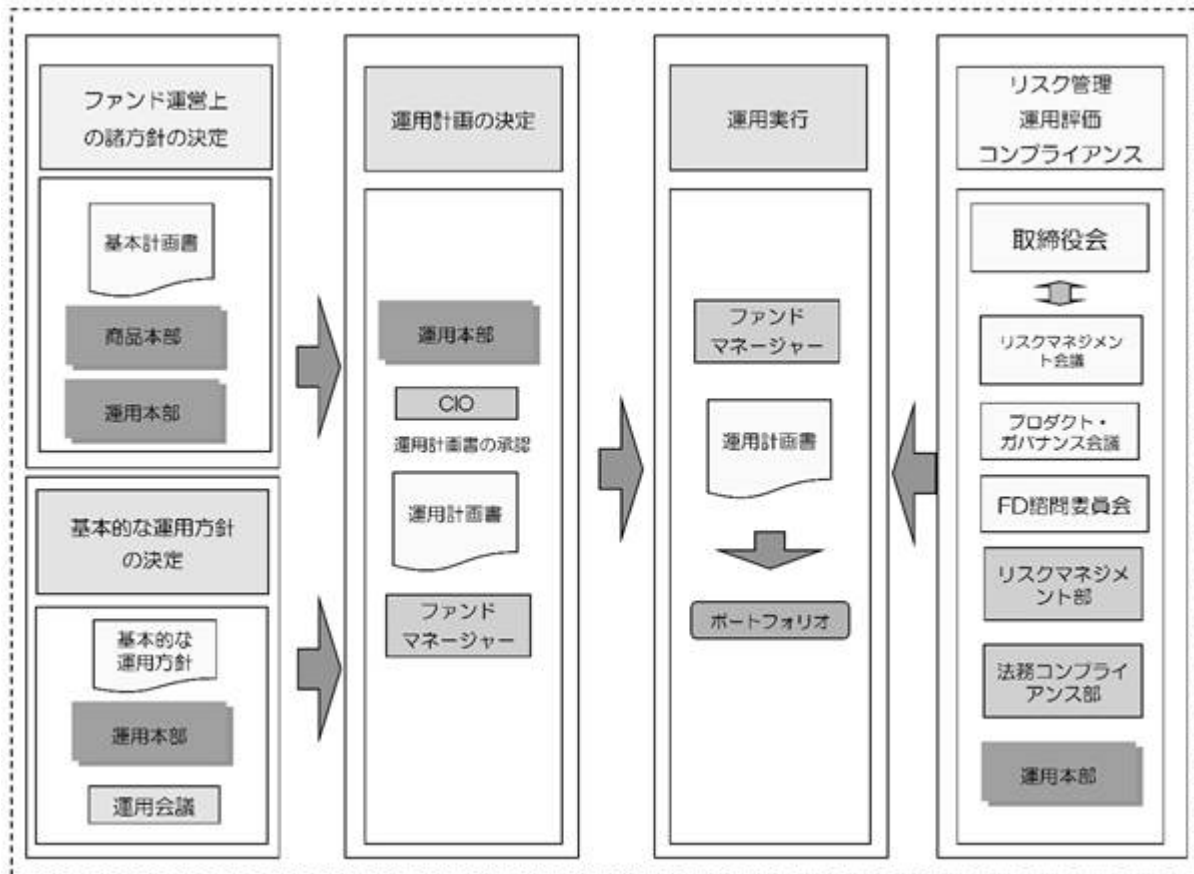 ファンド運営上
の諸方針の決定
基本計画書
商品本部
運用本部
基本的な運用方針
の決定
基本的な
運用方針
運用本部
運用会議
運用計画の決定
運用本部
CIO
運用計画書の承認
運用計画書
ファンド
マネージャー
運用実行
ファンド
マネージャー
運用計画書
ポートフォリオ
リスク管理
運用評価
コンプライアンス
取締役会
リスクマネジメン
ト会議
プロダクト・
ガバナンス会議
FD諮問委員会
リスクマネジメ
ント部
法務コンプライ
アンス部
運用本部